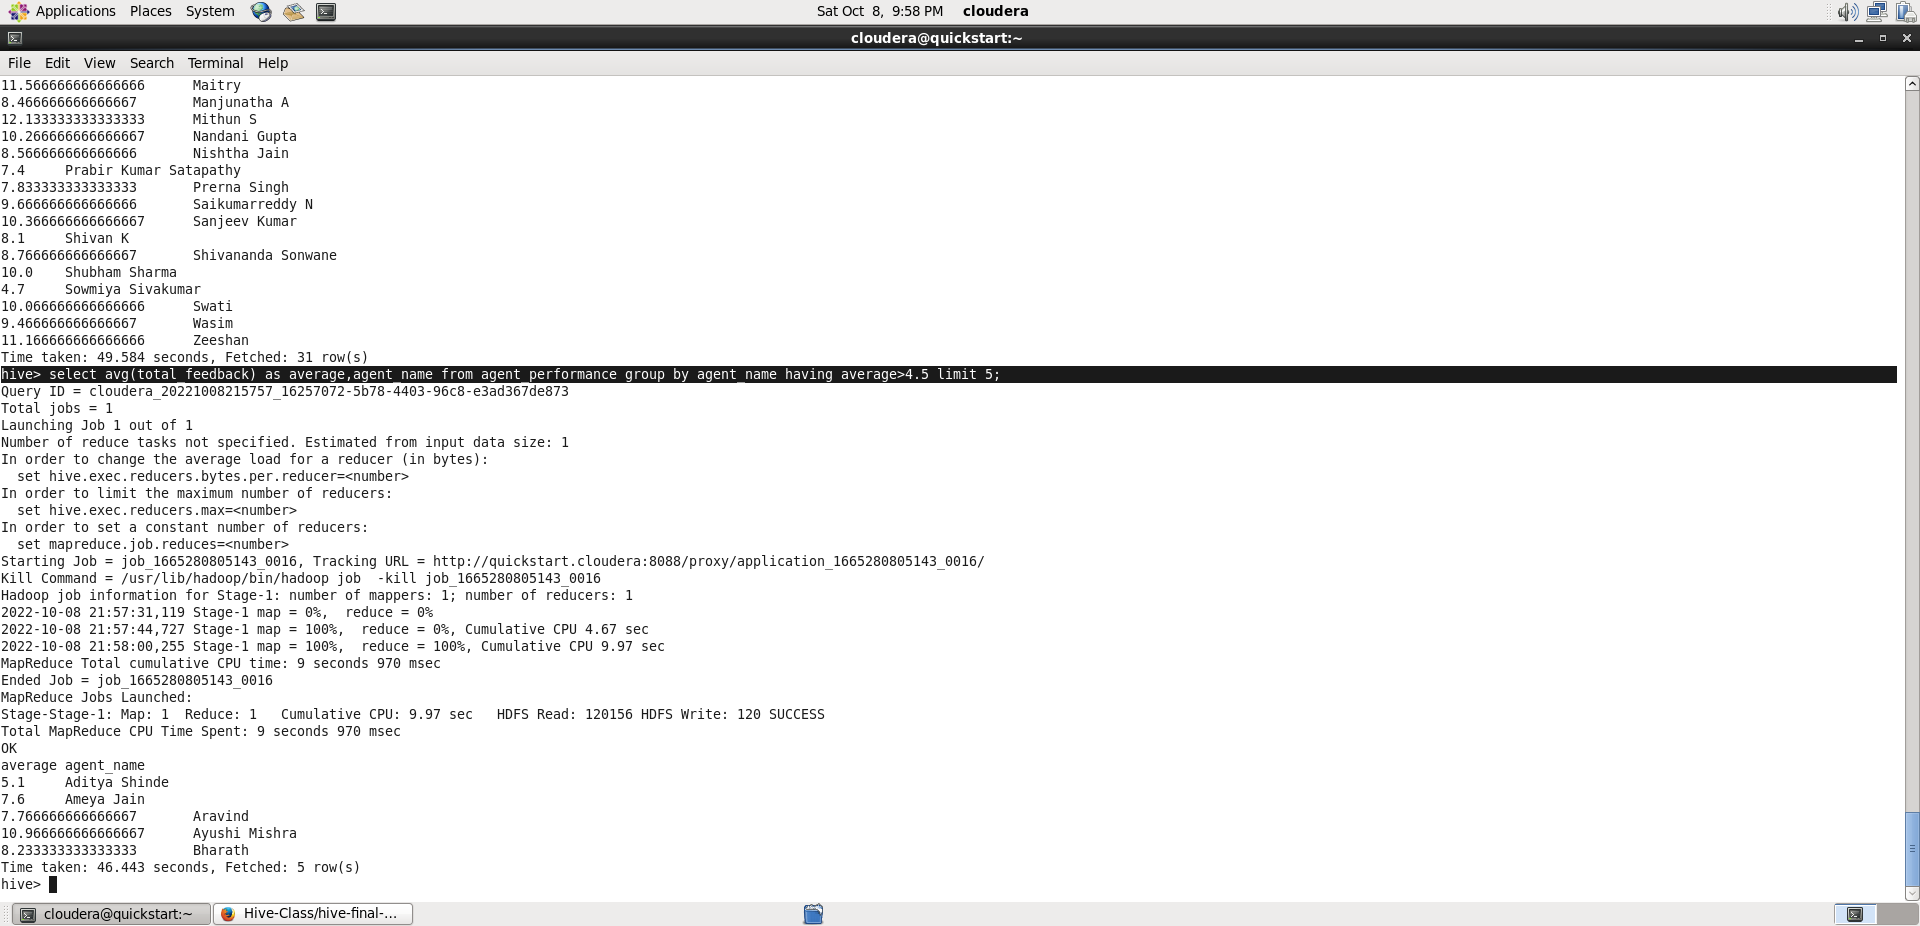 Applications Places System Sat Oct 8, 9:58 PM cloudera
cloudera@quickstart:~
File Edit View Search Terminal Help
11.566666666666666 Maitry
8.466666666666667 Manjunatha A
12.133333333333333 Mithun S
10.266666666666667 Nandani Gupta
8.566666666666666 Nishtha Jain
7.4 Prabir Kumar Satapathy
7.833333333333333 Prerna Singh
9.666666666666666 Saikumarreddy N
10.366666666666667 Sanjeev Kumar
8.1 Shivan K
8.766666666666667 Shivananda Sonwane
10.0 Shubham Sharma
4.7 Sowmiya Sivakumar
10.066666666666666 Swati
9.466666666666667 Wasim
11.166666666666666 Zeeshan
Time taken: 49.584 seconds, Fetched: 31 row(s)
hive> select avg(total_feedback) as average,agent_name from agent_performance group by agent_name having average>4.5 limit 5;
Query ID = cloudera_20221008215757_16257072-5b78-4403-96c8-e3ad367de873
Total jobs = 1
Launching Job 1 out of 1
Number of reduce tasks not specified. Estimated from input data size: 1
In order to change the average load for a reducer (in bytes):
  set hive.exec.reducers.bytes.per.reducer=<number>
In order to limit the maximum number of reducers:
  set hive.exec.reducers.max=<number>
In order to set a constant number of reducers:
  set mapreduce.job.reduces=<number>
Starting Job = job_1665280805143_0016, Tracking URL = http://quickstart.cloudera:8088/proxy/application_1665280805143_0016/
Kill Command = /usr/lib/hadoop/bin/hadoop job  -kill job_1665280805143_0016
Hadoop job information for Stage-1: number of mappers: 1; number of reducers: 1
2022-10-08 21:57:31,119 Stage-1 map = 0%,  reduce = 0%
2022-10-08 21:57:44,727 Stage-1 map = 100%,  reduce = 0%, Cumulative CPU 4.67 sec
2022-10-08 21:58:00,255 Stage-1 map = 100%,  reduce = 100%, Cumulative CPU 9.97 sec
MapReduce Total cumulative CPU time: 9 seconds 970 msec
Ended Job = job_1665280805143_0016
MapReduce Jobs Launched:
Stage-Stage-1: Map: 1  Reduce: 1   Cumulative CPU: 9.97 sec   HDFS Read: 120156 HDFS Write: 120 SUCCESS
Total MapReduce CPU Time Spent: 9 seconds 970 msec
OK
average agent_name
5.1 Aditya Shinde
7.6 Ameya Jain
7.766666666666667 Aravind
10.966666666666667 Ayushi Mishra
8.233333333333333 Bharath
Time taken: 46.443 seconds, Fetched: 5 row(s)
hive>
cloudera@quickstart:~ Hive-Class/hive-final-...